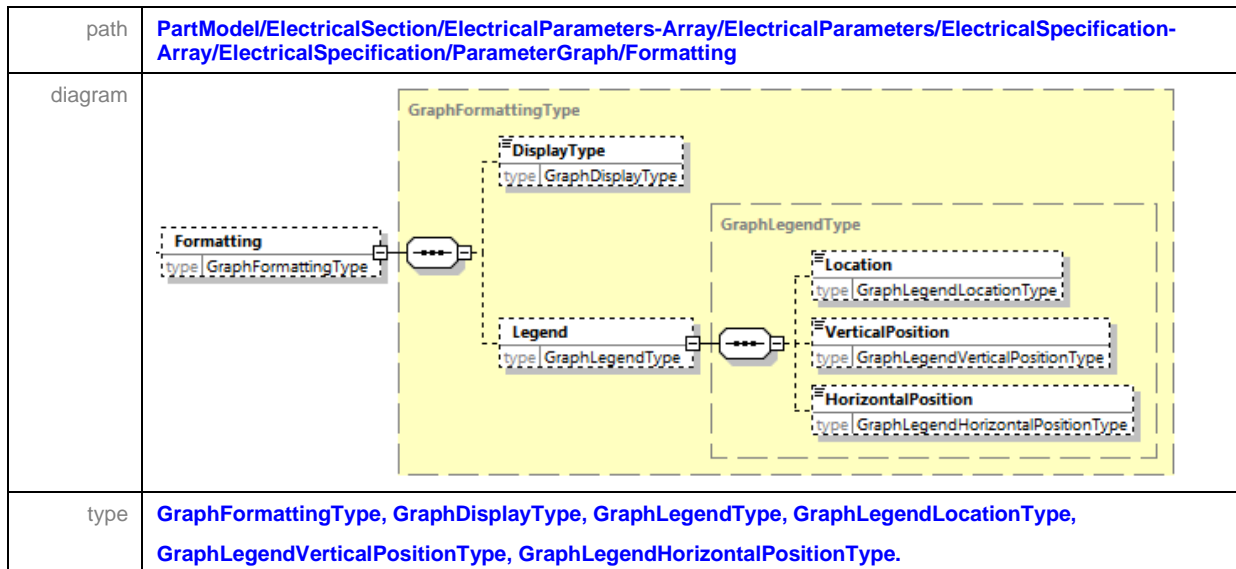 path
PartModel/ElectricalSection/ElectricalParameters-Array/ElectricalParameters/ElectricalSpecification-
Array/ElectricalSpecification/ParameterGraph/Formatting
diagram
GraphFormattingType
DisplayType
type GraphDisplayType
GraphLegendType
Formatting
type GraphFormattingType
Location
type GraphLegendLocationType
Legend
type GraphLegendType
VerticalPosition
type GraphLegendVerticalPositionType
HorizontalPosition
type GraphLegendHorizontalPositionType
type
GraphFormattingType, GraphDisplayType, GraphLegendType, GraphLegendLocationType,
GraphLegendVerticalPositionType, GraphLegendHorizontalPositionType.